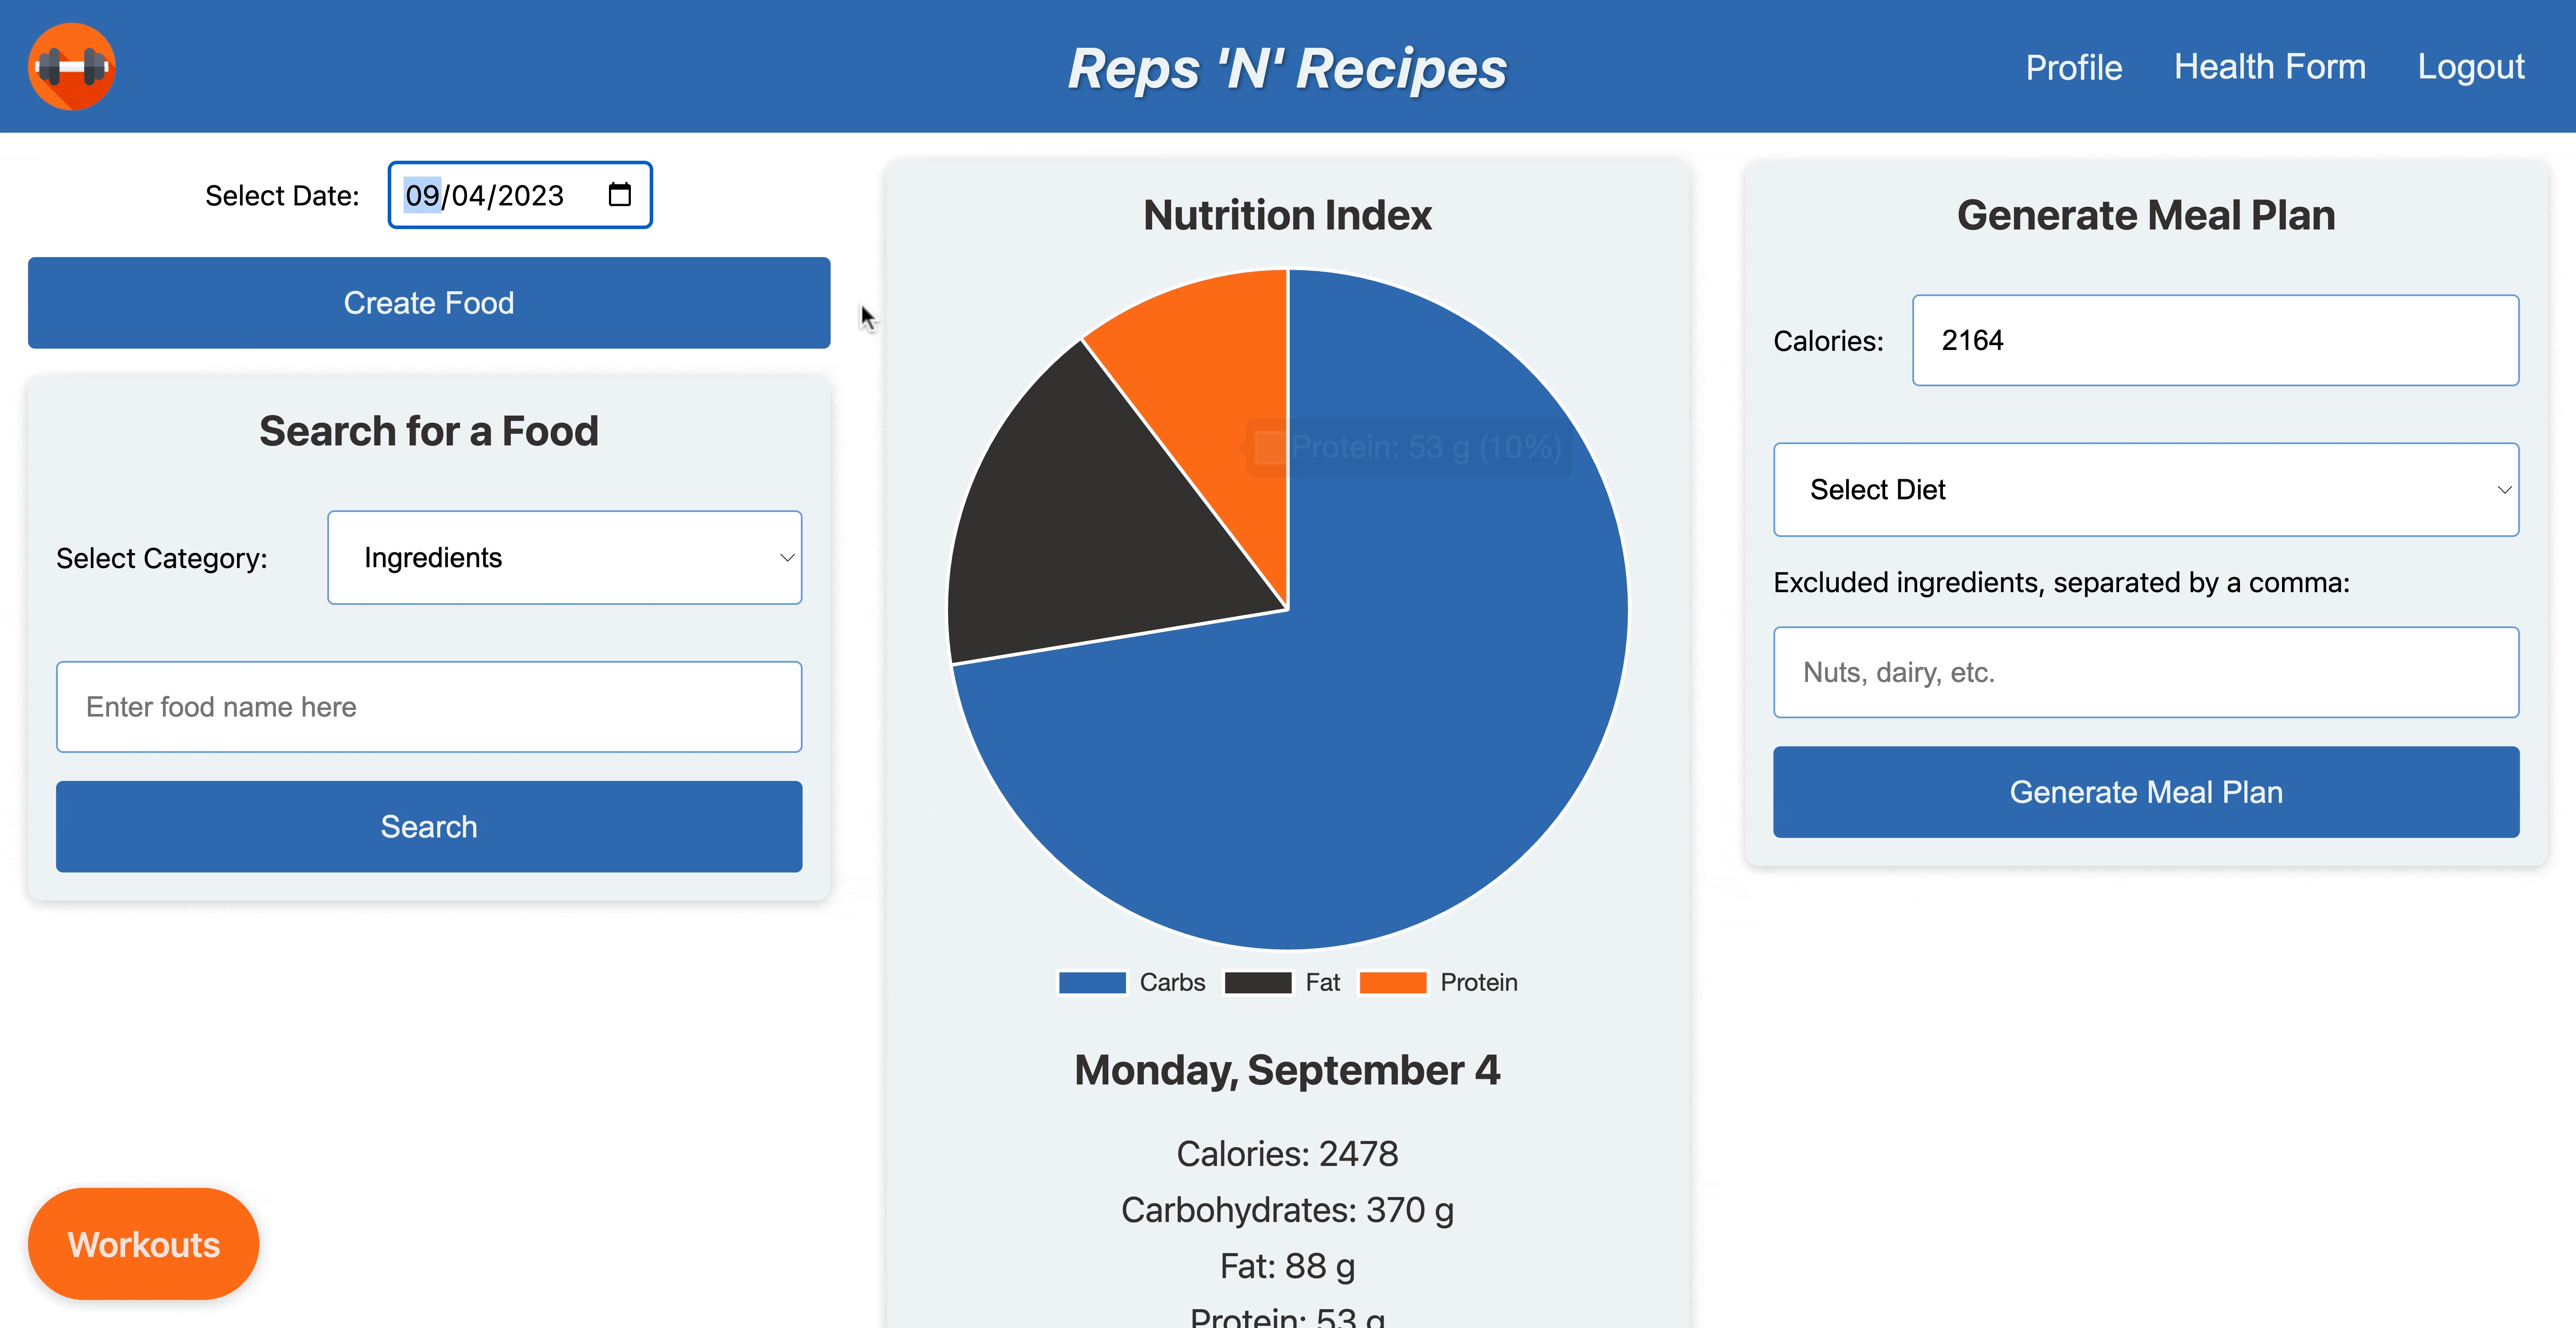 Reps 'N' Recipes
Profile
Health Form
Logout
Select Date:
09/04/2023
Create Food
Search for a Food
Select Category:
Ingredients
Enter food name here
Search
Nutrition Index
Protein: 53 g (10%)
Carbs
Fat
Protein
Monday, September 4
Calories: 2478
Carbohydrates: 370 g
Fat: 88 g
Protein: 53 g
Generate Meal Plan
Calories:
2164
Select Diet
Excluded ingredients, separated by a comma:
Nuts, dairy, etc.
Generate Meal Plan
Workouts